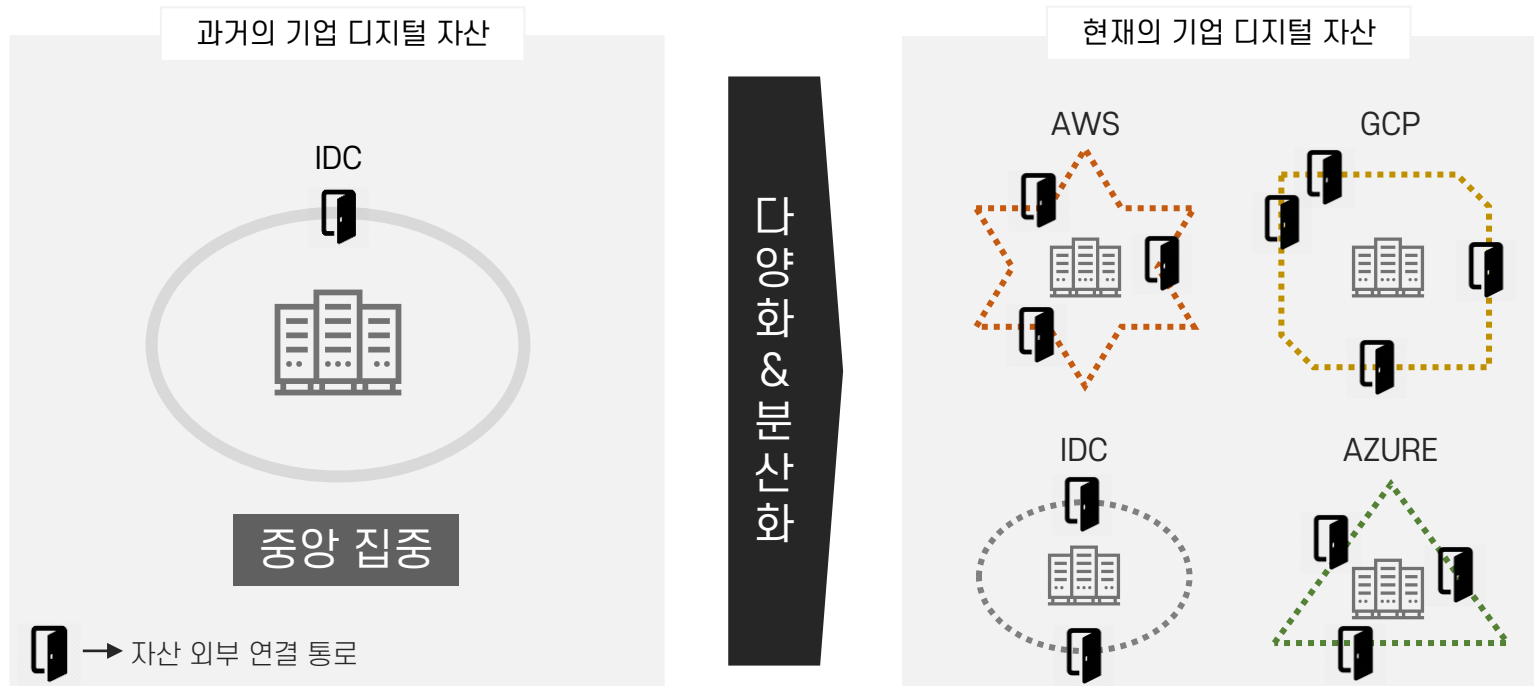 과거의 기업 디지털 자산
IDC
중앙 집중
자산 외부 연결 통로
다양화&분산화
현재의 기업 디지털 자산
AWS
GCP
IDC
AZURE